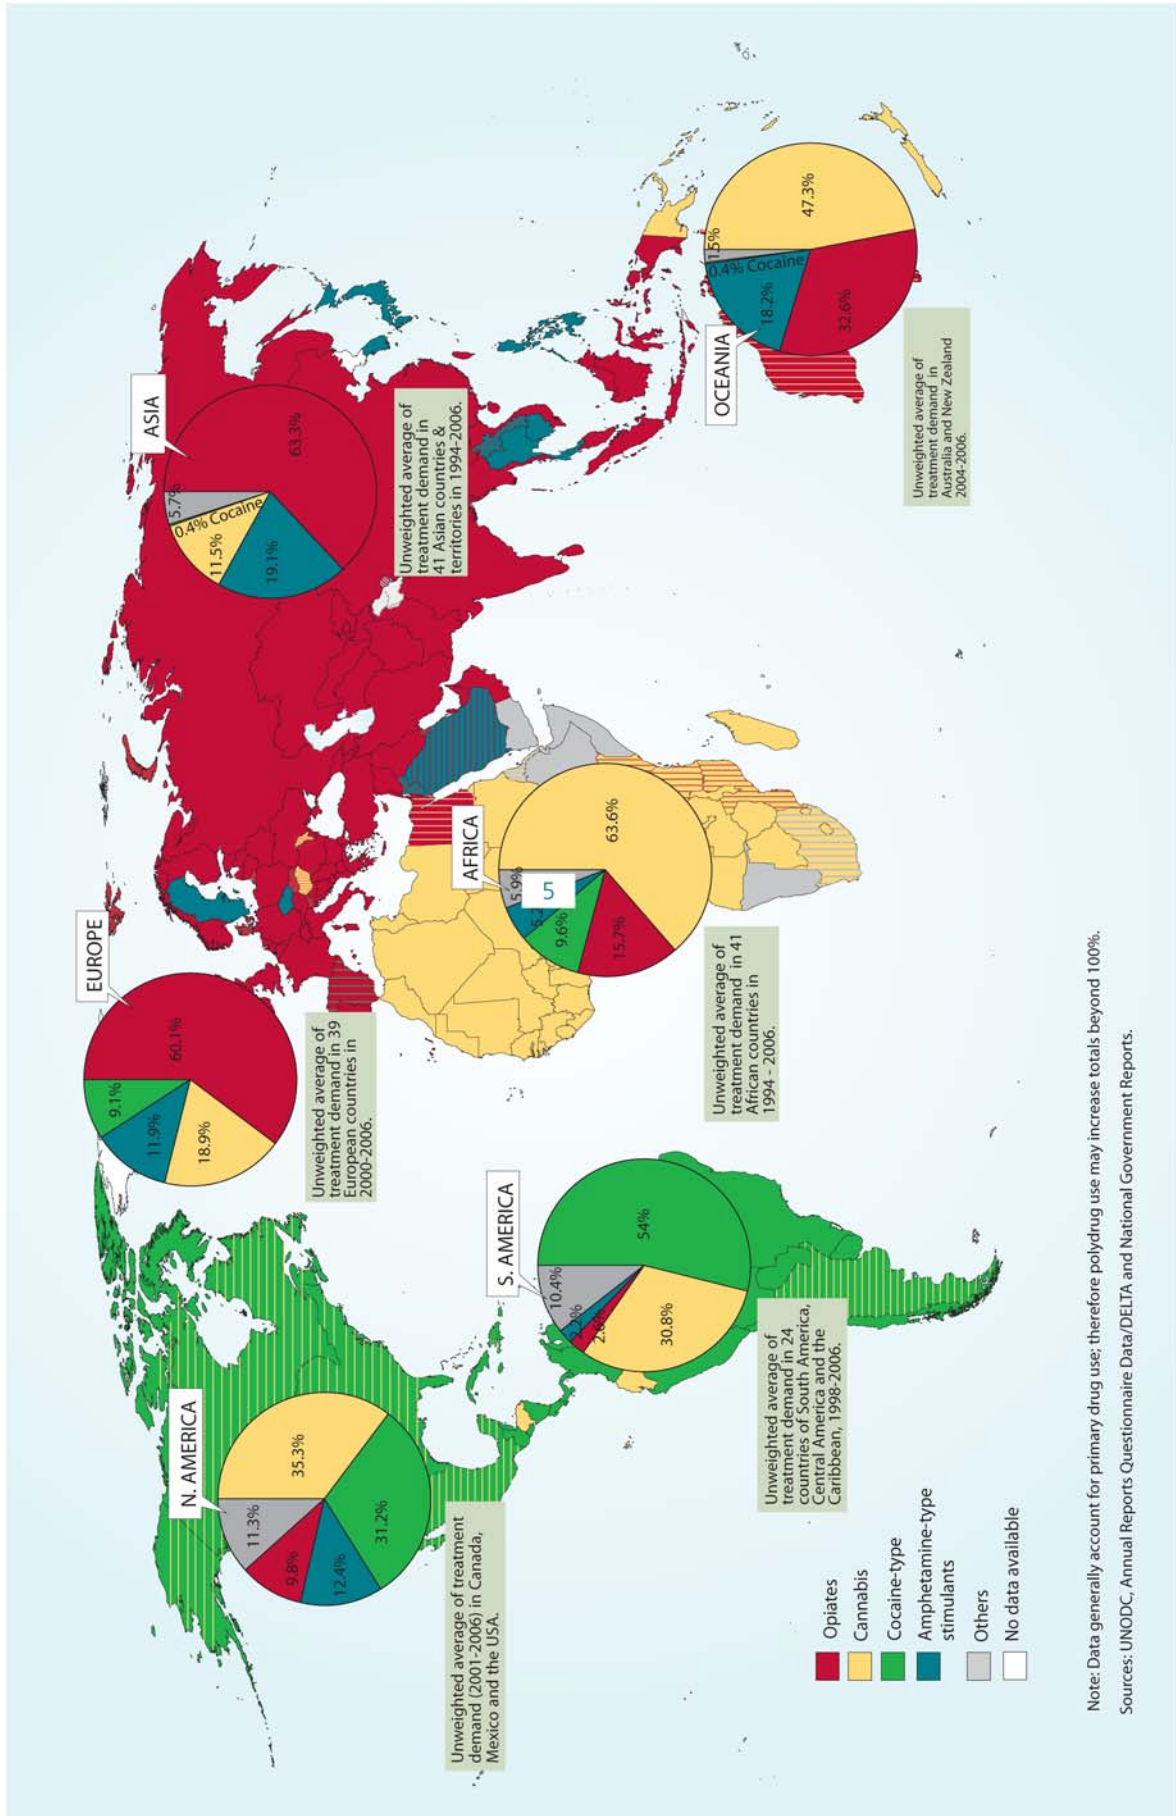 N. AMERICA
11.3%
35.3%
9.8%
12.4%
31.2%
Unweighted average of treatment
demand (2001-2006) in Canada,
Mexico and the USA.
EUROPE
9.1%
60.1%
11.9%
18.9%
Unweighted average of
treatment demand in 39
European countries in
2000-2006.
ASIA
5.7%
0.4% Cocaine
11.5%
63.3%
19.1%
Unweighted average of
treatment demand in
41 Asian countries &
territories in 1994-2006.
S. AMERICA
10.4%
54%
30.8%
Unweighted average of
treatment demand in 24
countries of South America,
Central America and the
Caribbean, 1998-2006.
AFRICA
5.9%
5
9.6%
63.6%
15.7%
Unweighted average of
treatment demand in 41
African countries in
1994 - 2006.
OCEANIA
1.5%
0.4% Cocaine
47.3%
18.2%
32.6%
Unweighted average of
treatment demand in
Australia and New Zealand
2004-2006.
Opiates
Cannabis
Cocaine-type
Amphetamine-type
stimulants
Others
No data available
Note: Data generally account for primary drug use; therefore polydrug use may increase totals beyond 100%.
Sources: UNODC, Annual Reports Questionnaire Data/DELTA and National Government Reports.